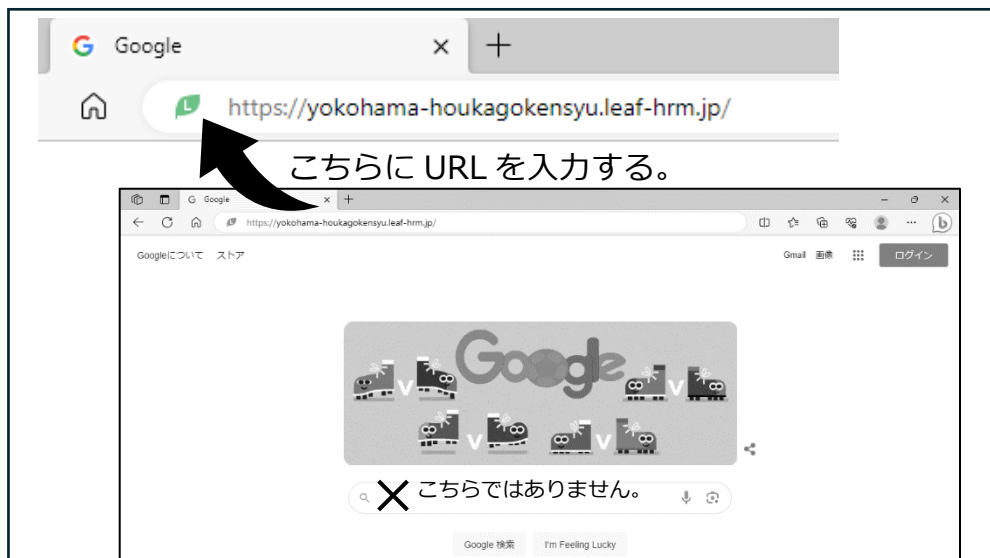 Google
https://yokohama-houkagokensyu.leaf-hrm.jp/
こちらに URL を入力する。
G Google
https://yokohama-houkagokensyu.leaf-hrm.jp/
Googleについて ストア
Gmail 画像 ログイン
Google
V V
V V
こちらではありません。
Google 検索 I'm Feeling Lucky